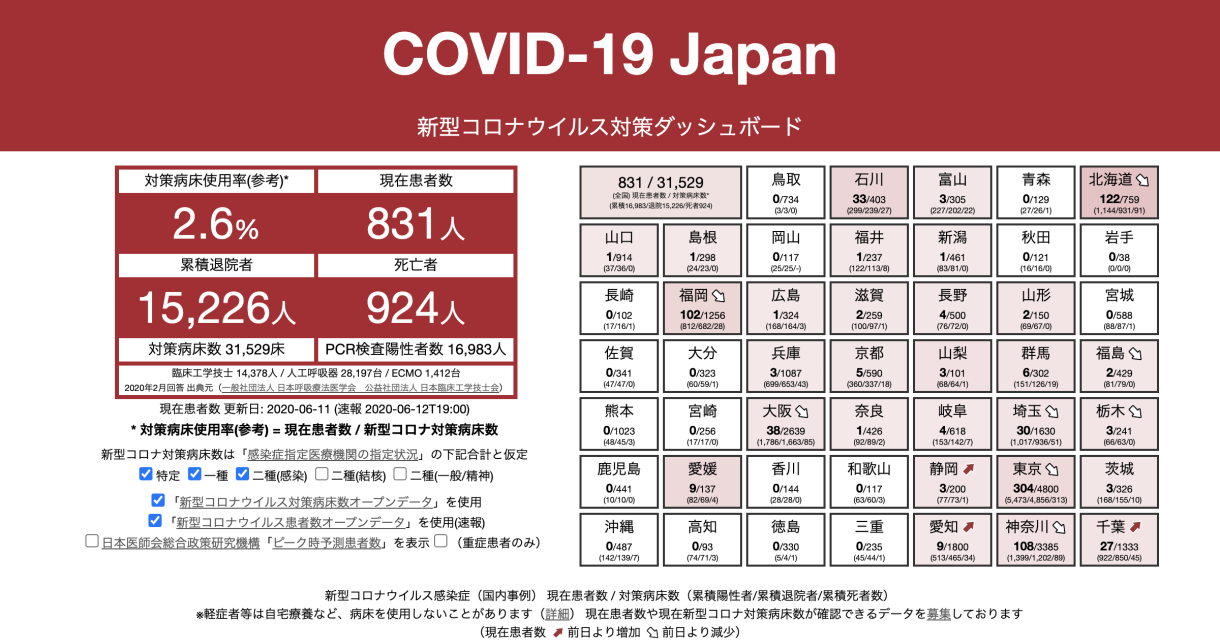 COVID-19 Japan
新型コロナウイルス対策ダッシュボード
対策病床使用率(参考)*
現在患者数
2.6%
831人
累積退院者
死亡者
15,226人
924人
対策病床数 31,529床
PCR検査陽性者数 16,983人
臨床工学技士 14,378人 / 人工呼吸器 28,197台 / ECMO 1,412台
2020年2月回答 出典元（一般社団法人 日本呼吸療法医学会　公益社団法人 日本臨床工学技士会）
現在患者数 更新日: 2020-06-11 (速報 2020-06-12T19:00)
* 対策病床使用率(参考) = 現在患者数 / 新型コロナ対策病床数
新型コロナ対策病床数は「感染症指定医療機関の指定状況」の下記合計と仮定
特定 一種 二種(感染) 二種(結核) 二種(一般/精神)
「新型コロナウイルス対策病床数オープンデータ」を使用
「新型コロナウイルス患者数オープンデータ」を使用(速報)
日本医師会総合政策研究機構「ピーク時予測患者数」を表示 （重症患者のみ）
831 / 31,529
(全国) 現在患者数 / 対策病床数*
(累積16,983/退院15,226/死者924)
鳥取
0/734
(3/3/0)
石川
33/403
(299/239/27)
富山
3/305
(227/202/22)
青森
0/129
(27/26/1)
北海道
122/759
(1,144/931/91)
山口
1/914
(37/36/0)
島根
1/298
(24/23/0)
岡山
0/117
(25/25/-)
福井
1/237
(122/113/8)
新潟
1/461
(83/81/0)
秋田
0/121
(16/16/0)
岩手
0/38
(0/0/0)
長崎
0/102
(17/16/1)
福岡
102/1256
(812/682/28)
広島
1/324
(168/164/3)
滋賀
2/259
(100/97/1)
長野
4/500
(76/72/0)
山形
2/150
(69/67/0)
宮城
0/588
(88/87/1)
佐賀
0/341
(47/47/0)
大分
0/323
(60/59/1)
兵庫
3/1087
(699/653/43)
京都
5/590
(360/337/18)
山梨
3/101
(68/64/1)
群馬
6/302
(151/126/19)
福島
2/429
(81/79/0)
熊本
0/1023
(48/45/3)
宮崎
0/256
(17/17/0)
大阪
38/2639
(1,786/1,663/85)
奈良
1/426
(92/89/2)
岐阜
4/618
(153/142/7)
埼玉
30/1630
(1,017/936/51)
栃木
3/241
(66/63/0)
鹿児島
0/441
(10/10/0)
愛媛
9/137
(82/69/4)
香川
0/144
(28/28/0)
和歌山
0/117
(63/60/3)
静岡
3/200
(77/73/1)
東京
304/4800
(5,473/4,856/313)
茨城
3/326
(168/155/10)
沖縄
0/487
(142/139/7)
高知
0/93
(74/71/3)
徳島
0/330
(5/4/1)
三重
0/235
(45/44/1)
愛知
9/1800
(513/465/34)
神奈川
108/3385
(1,399/1,202/89)
千葉
27/1333
(922/850/45)
新型コロナウイルス感染症（国内事例） 現在患者数 / 対策病床数（累積陽性者/累積退院者/累積死者数）
※軽症者等は自宅療養など、病床を使用しないことがあります（詳細） 現在患者数や現在新型コロナ対策病床数が確認できるデータを募集しております
（現在患者数 前日より増加 前日より減少）